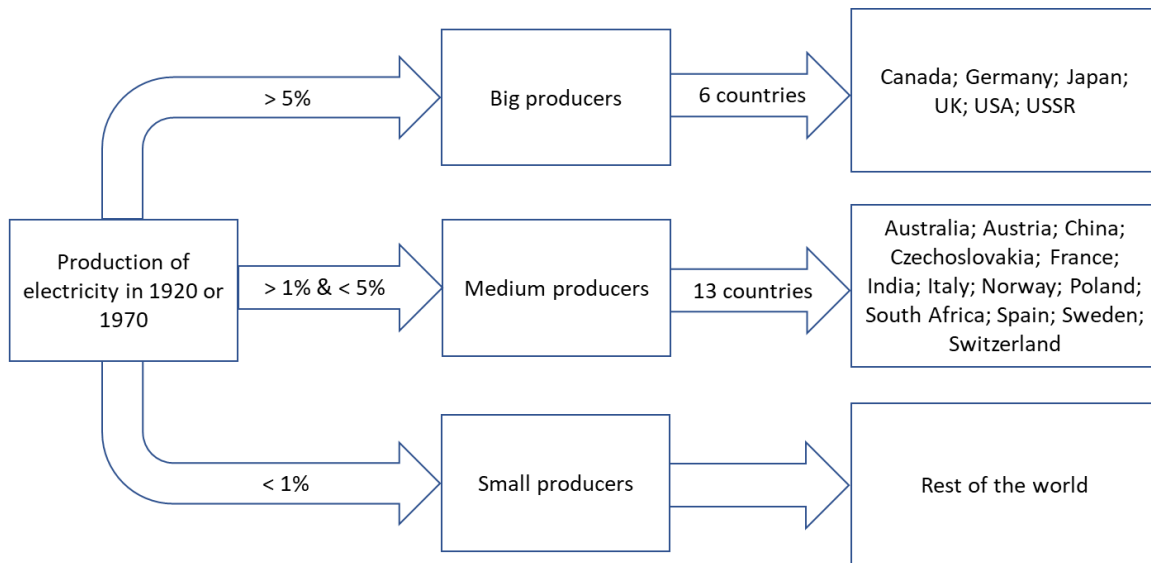 > 5%
Big producers
6 countries
Canada; Germany; Japan;
UK; USA; USSR
Production of
electricity in 1920 or
1970
> 1% & < 5%
Medium producers
13 countries
Australia; Austria; China;
Czechoslovakia; France;
India; Italy; Norway; Poland;
South Africa; Spain; Sweden;
Switzerland
< 1%
Small producers
Rest of the world